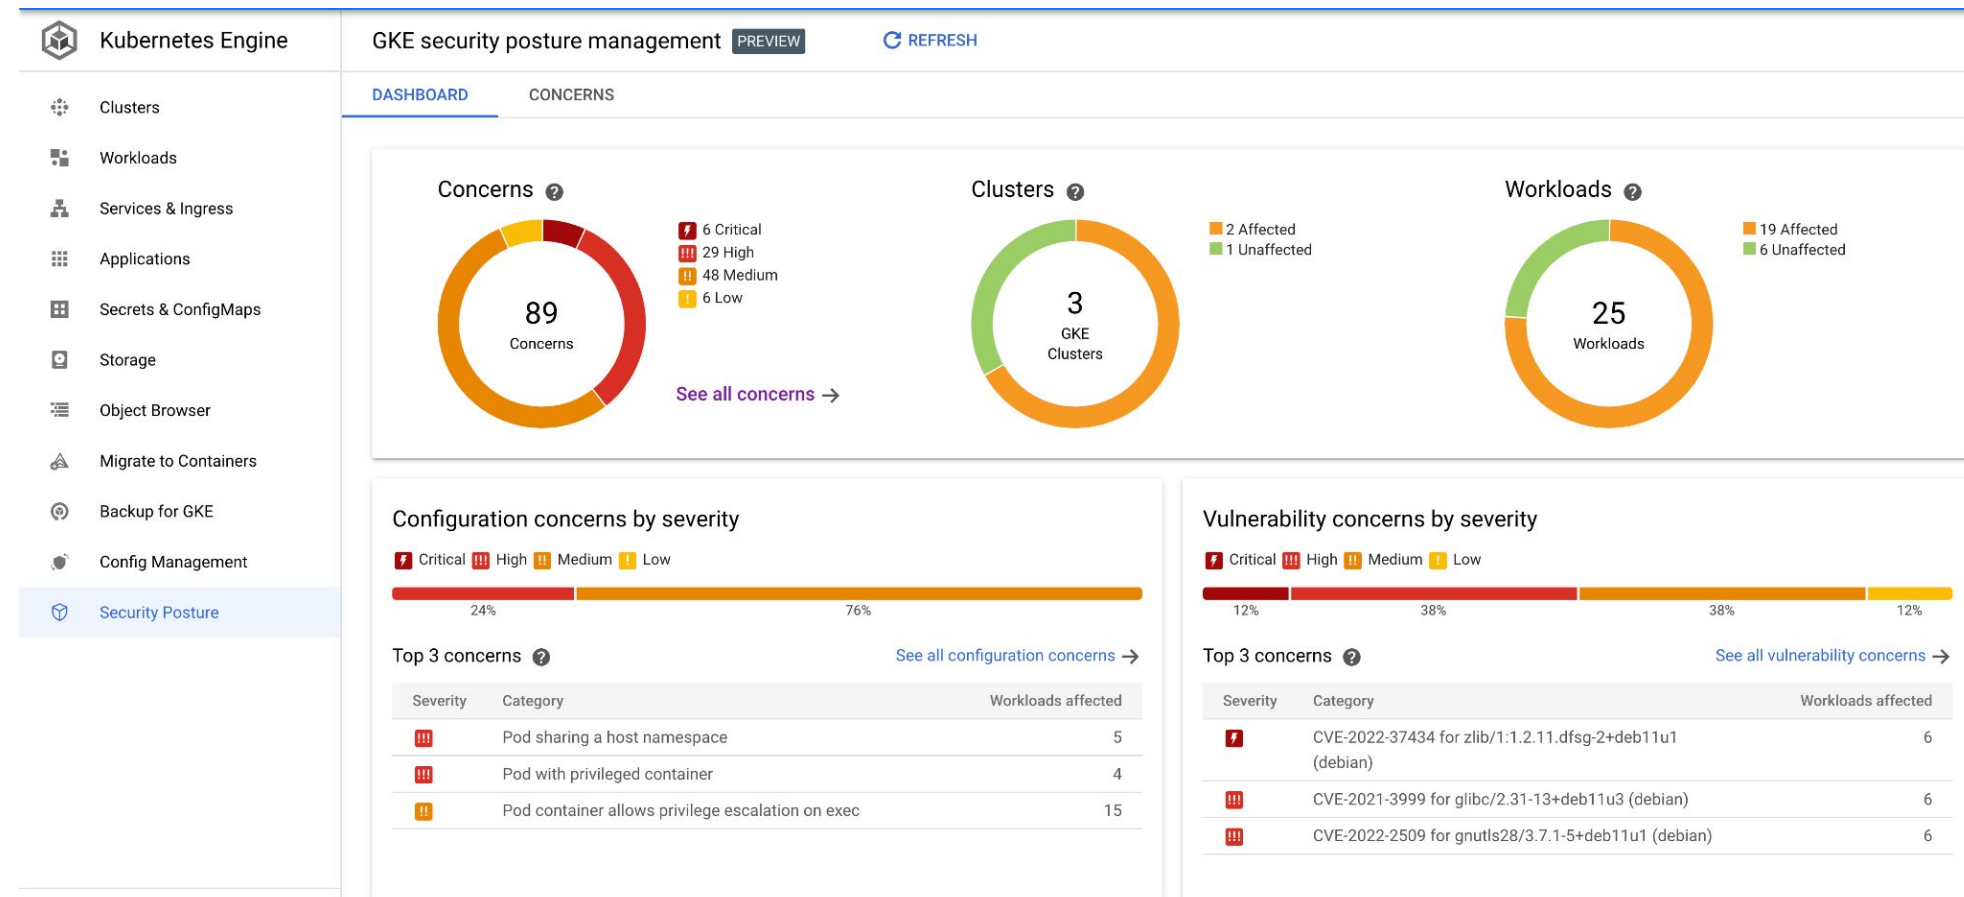 Kubernetes Engine
GKE security posture management PREVIEW REFRESH
DASHBOARD CONCERNS
Clusters
Workloads
Services & Ingress
Applications
Secrets & ConfigMaps
Storage
Object Browser
Migrate to Containers
Backup for GKE
Config Management
Security Posture
Concerns
6 Critical
29 High
48 Medium
6 Low
89
Concerns
See all concerns →
Clusters
2 Affected
1 Unaffected
3
GKE
Clusters
Workloads
19 Affected
6 Unaffected
25
Workloads
Configuration concerns by severity
Critical High Medium Low
24% 76%
Top 3 concerns See all configuration concerns →
Severity Category Workloads affected
Pod sharing a host namespace 5
Pod with privileged container 4
Pod container allows privilege escalation on exec 15
Vulnerability concerns by severity
Critical High Medium Low
12% 38% 38% 12%
Top 3 concerns See all vulnerability concerns →
Severity Category Workloads affected
CVE-2022-37434 for zlib/1:1.2.11.dfsg-2+deb11u1 6
(debian)
CVE-2021-3999 for glibc/2.31-13+deb11u3 (debian) 6
CVE-2022-2509 for gnutls28/3.7.1-5+deb11u1 (debian) 6